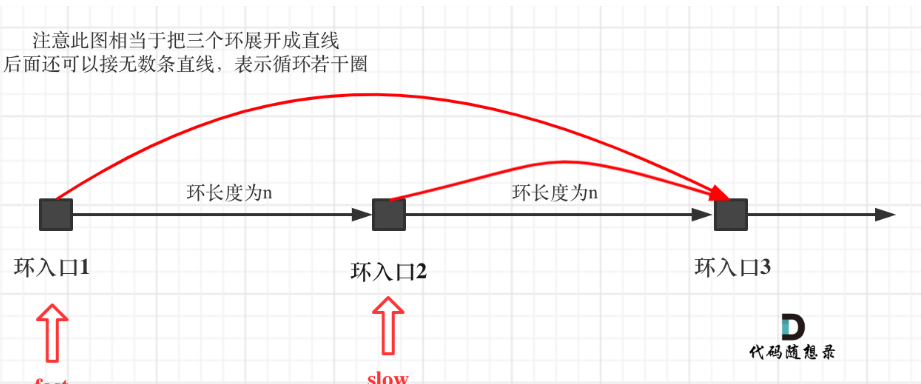 注意此图相当于把三个环展开成直线
后面还可以接无数条直线，表示循环若干圈
环长度为n
环长度为n
环入口1
环入口2
环入口3
代码随想录
fast
slow